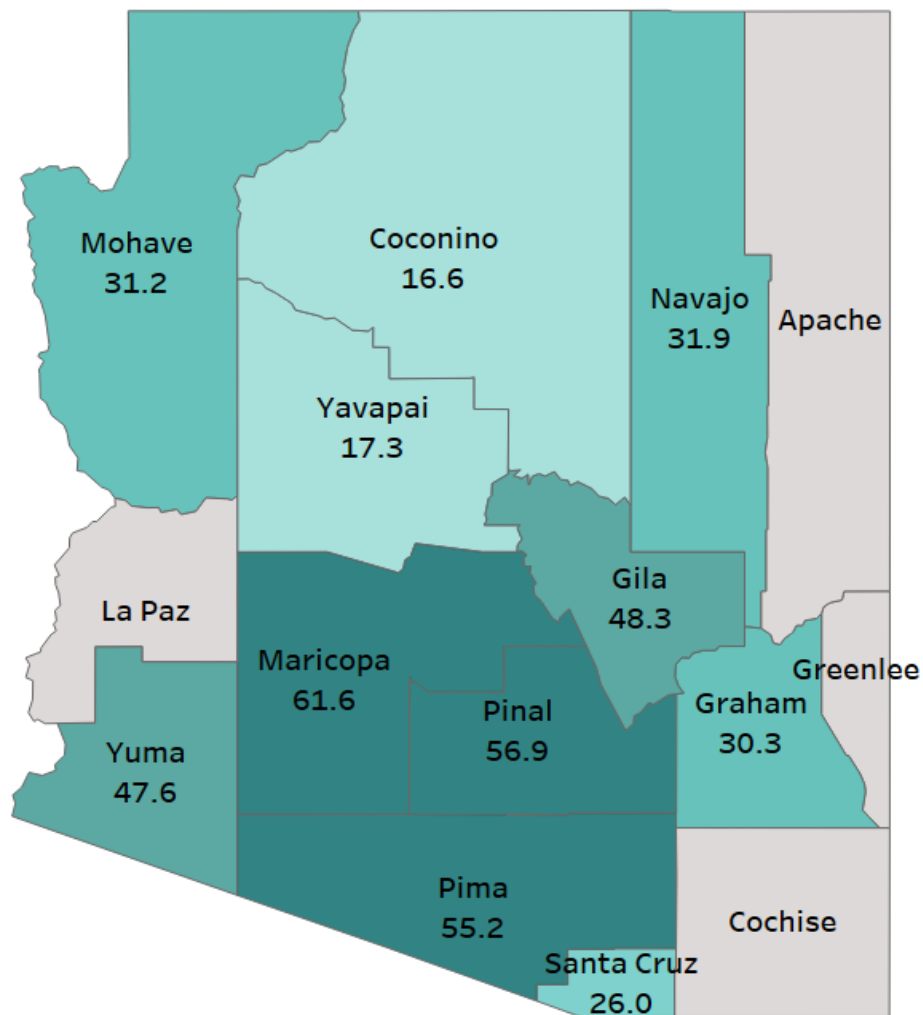 Mohave
31.2
Coconino
16.6
Navajo
31.9
Apache
Yavapai
17.3
Gila
48.3
La Paz
Maricopa
61.6
Greenlee
Graham
30.3
Pinal
56.9
Yuma
47.6
Pima
55.2
Cochise
Santa Cruz
26.0